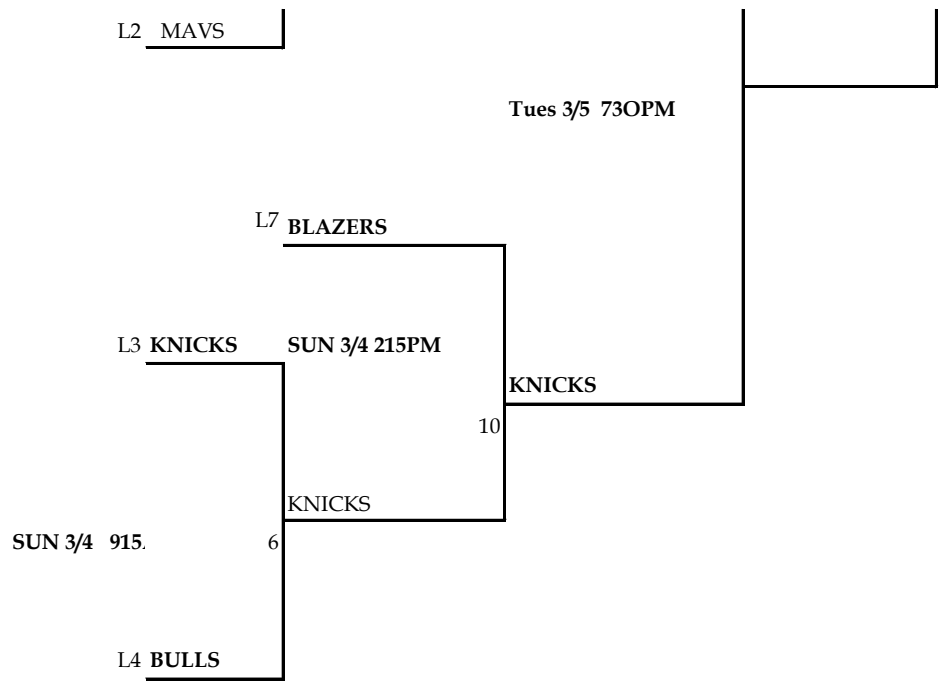 L2 MAVS
Tues 3/5 73OPM
L7 BLAZERS
L3 KNICKS SUN 3/4 215PM
KNICKS
10
KNICKS
SUN 3/4 915 6
L4 BULLS